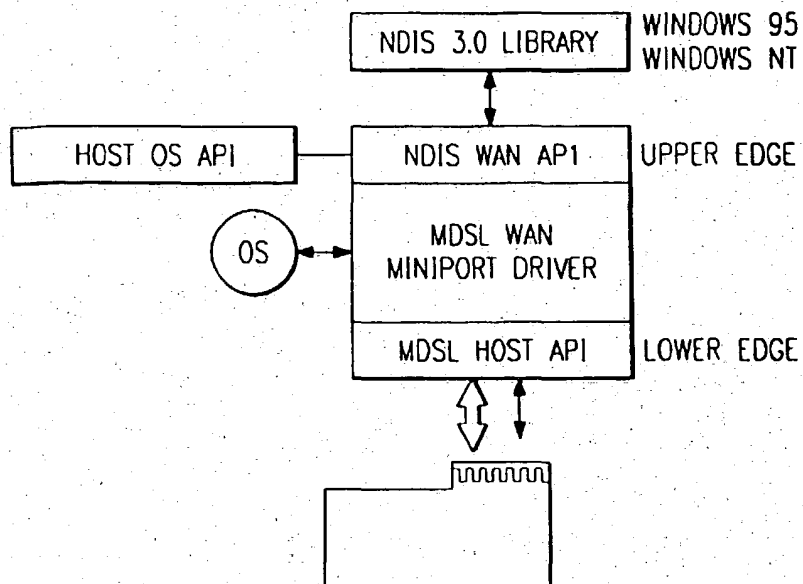 NDIS 3.0 LIBRARY
WINDOWS 95
WINDOWS NT
HOST OS API
NDIS WAN AP1
UPPER EDGE
OS
MDSL WAN
MINIPORT DRIVER
MDSL HOST API
LOWER EDGE